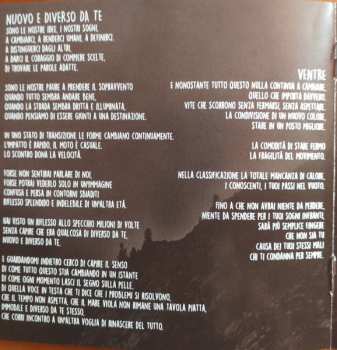 NUOVO E DIVERSO DA TE
SONO LE NOSTRE IDEE, I NOSTRI SOGNI,
A CAMBIARCI, A RENDERCI UMANI, A DEFINIRCI,
A DISTINGUERCI DAGLI ALTRI,
A DARCI IL CORAGGIO DI COMPIERE SCELTE,
DI TROVARE LE PAROLE ADATTE.
SONO LE NOSTRE PAURE A PRENDERE IL SOPRAVVENTO
QUANDO TUTTO SEMBRA ANDARE BENE,
QUANDO LA STRADA SEMBRA DRITTA E ILLUMINATA,
QUANDO PENSIAMO DI ESSERE GIUNTI A UNA DESTINAZIONE.
IN UNO STATO DI TRANSIZIONE LE FORME CAMBIANO CONTINUAMENTE.
L'IMPATTO È RAPIDO, IL MOTO È CASUALE.
LO SCONTRO DONA LA VELOCITÀ.
FORSE NON SENTIRAI PARLARE DI NOI
FORSE POTRAI VEDERLO SOLO IN UN'IMMAGINE
CONFUSA E PERSA IN CONTORNI SBIADITI
RIFLESSO SPLENDIDO E INDELEBILE DI UN'ALTRA ETÀ.
HAI VISTO UN RIFLESSO ALLO SPECCHIO MILIONI DI VOLTE
SENZA CAPIRE CHE ERA QUALCOSA DI DIVERSO DA TE.
NUOVO E DIVERSO DA TE.
E GUARDANDOMI INDIETRO CERCO DI CAPIRE IL SENSO
DI COME TUTTO QUESTO STIA CAMBIANDO IN UN ISTANTE
DI COME OGNI MOMENTO LASCI IL SEGNO SULLA PELLE,
DI QUELLA VOCE IN TESTA CHE TI DICE CHE I PROBLEMI SI RISOLVONO,
CHE IL TEMPO NON ASPETTA, CHE IL MARE VIOLA NON RIMANE UNA TAVOLA PIATTA,
IMMOBILE E DIVERSO DA TE STESSO,
CHE CORRI INCONTRO A UN'ALTRA VOGLIA DI RINASCERE DEL TUTTO.
VENTRE
E NONOSTANTE TUTTO QUESTO NULLA CONTINUA A CAMBIARE.
QUELLO CHE IMPORTA DAVVERO.
VITE CHE SCORRONO SENZA FERMARSI, SENZA ASPETTARE.
LA CONDIVISIONE DI UN NUOVO COLORE.
STARE IN UN POSTO MIGLIORE.
LA COMODITÀ DI STARE FERMO
LA FRAGILITÀ DEL MOVIMENTO.
NELLA CLASSIFICAZIONE LA TOTALE MANCANZA DI CALORE.
I CONOSCENTI, I TUOI PASSI NEL VUOTO.
FINO A CHE NON AVRAI NIENTE DA PERDERE.
NIENTE DA SPENDERE PER I TUOI SOGNI INFRANTI.
SARÀ PIÙ SEMPLICE FINGERE
CHE NON SIA TU
CAUSA DEI TUOI STESSI MALI
CHI TI CONDANNA PER SEMPRE.